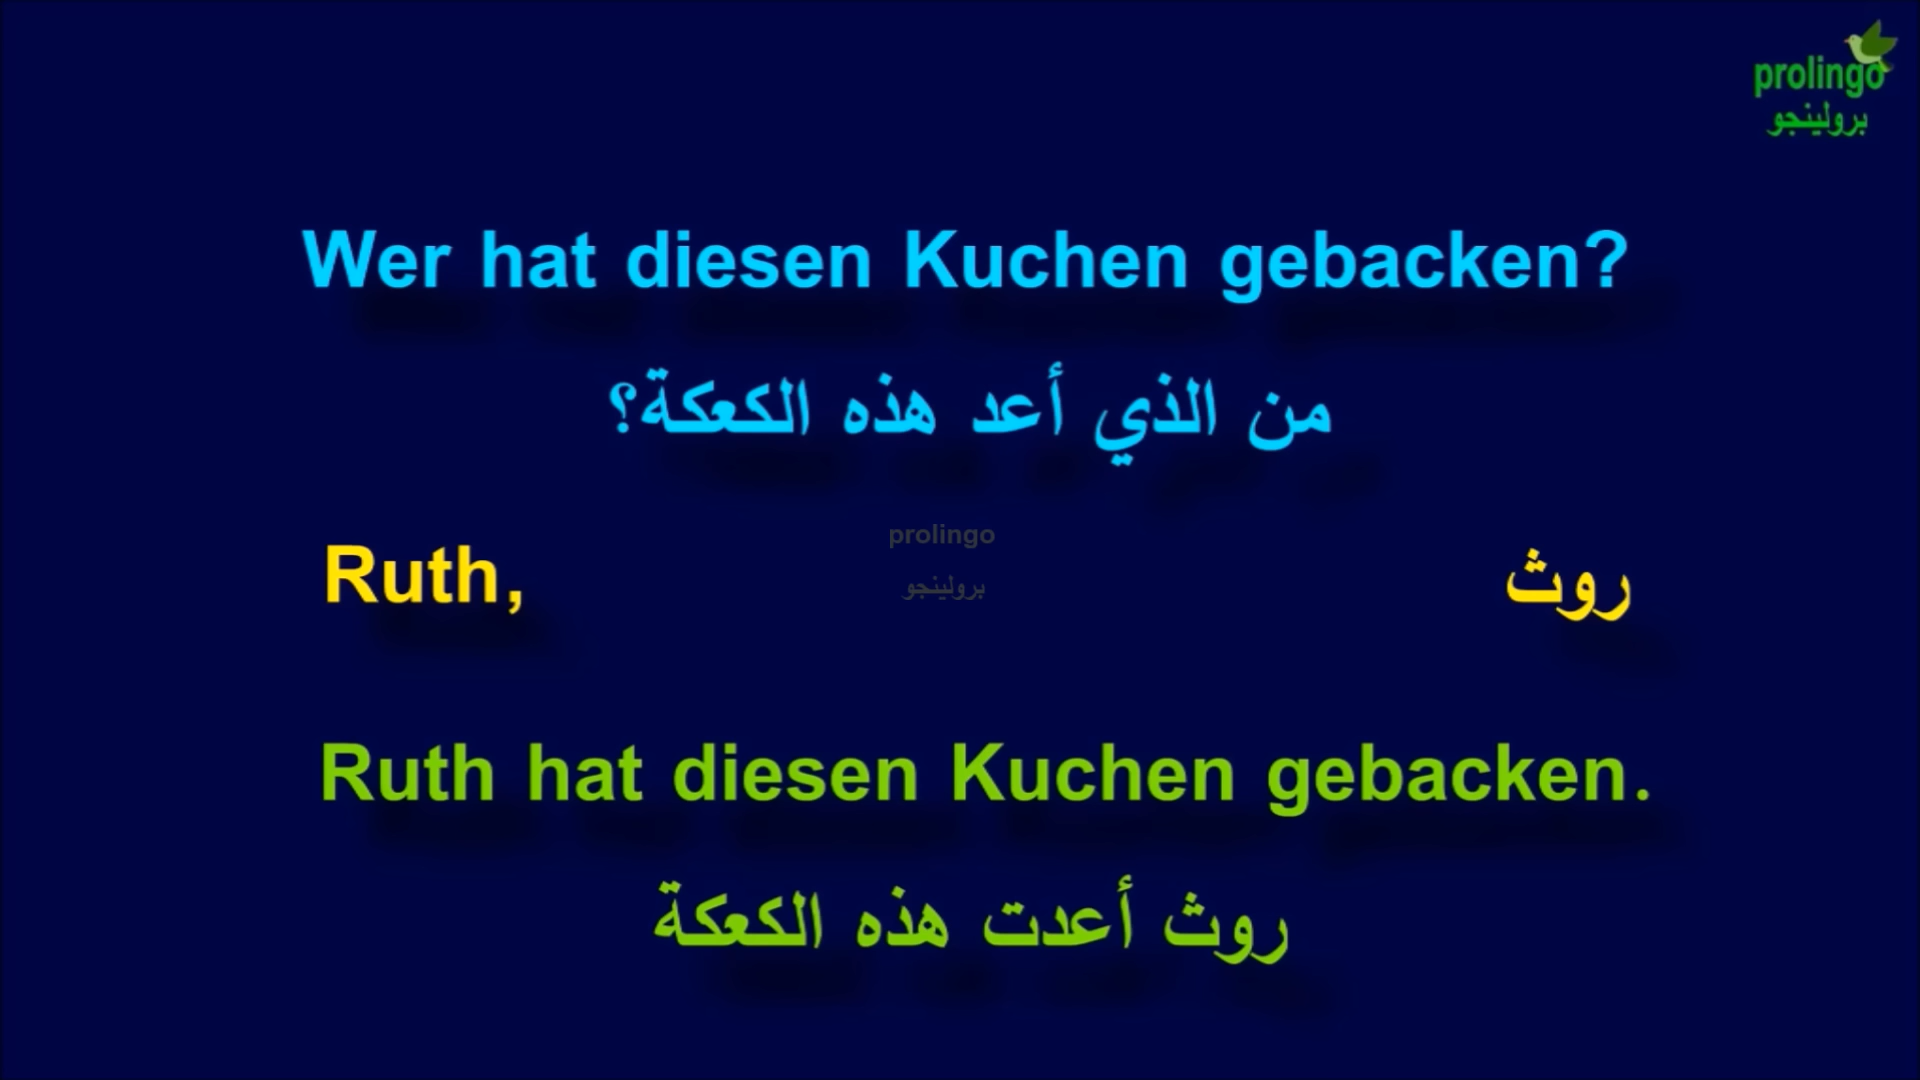 prolingo
برولينجو
Wer hat diesen Kuchen gebacken?
من الذي أعد هذه الكعكة؟
prolingo
برولينجو
Ruth, روث
Ruth hat diesen Kuchen gebacken.
روث أعدت هذه الكعكة